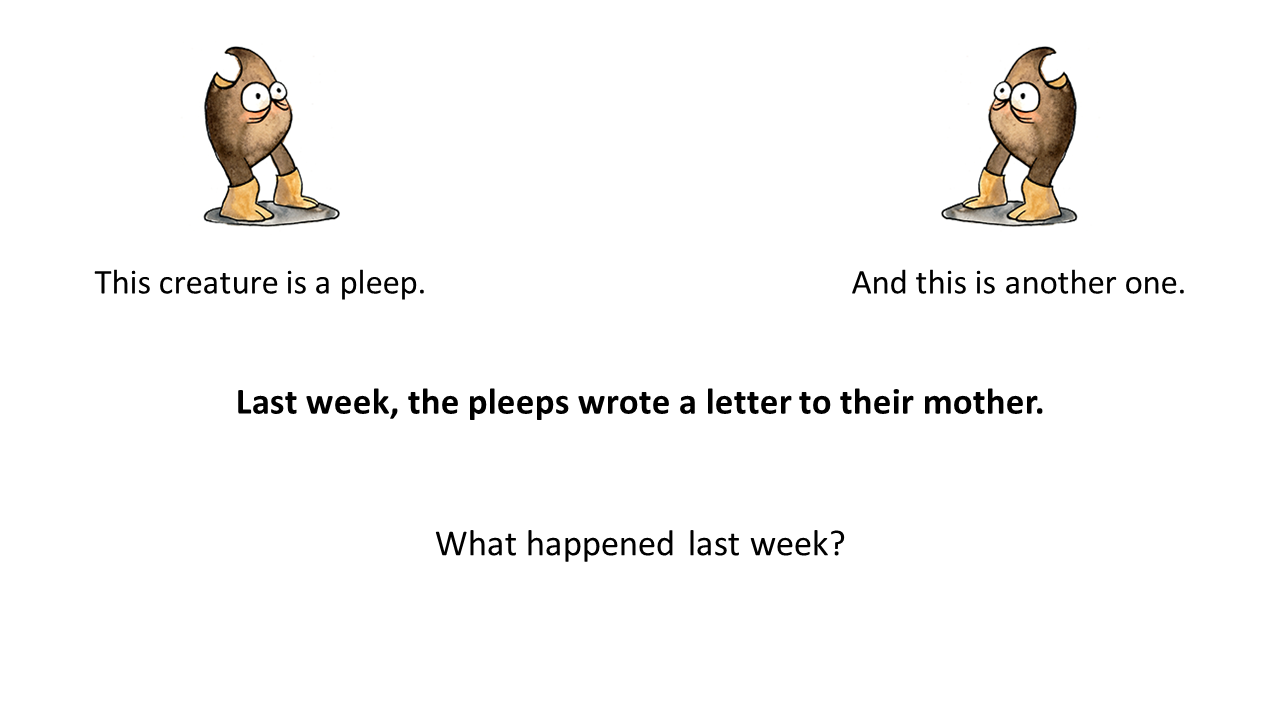 This creature is a pleep.
And this is another one.
Last week, the pleeps wrote a letter to their mother.
What happened last week?